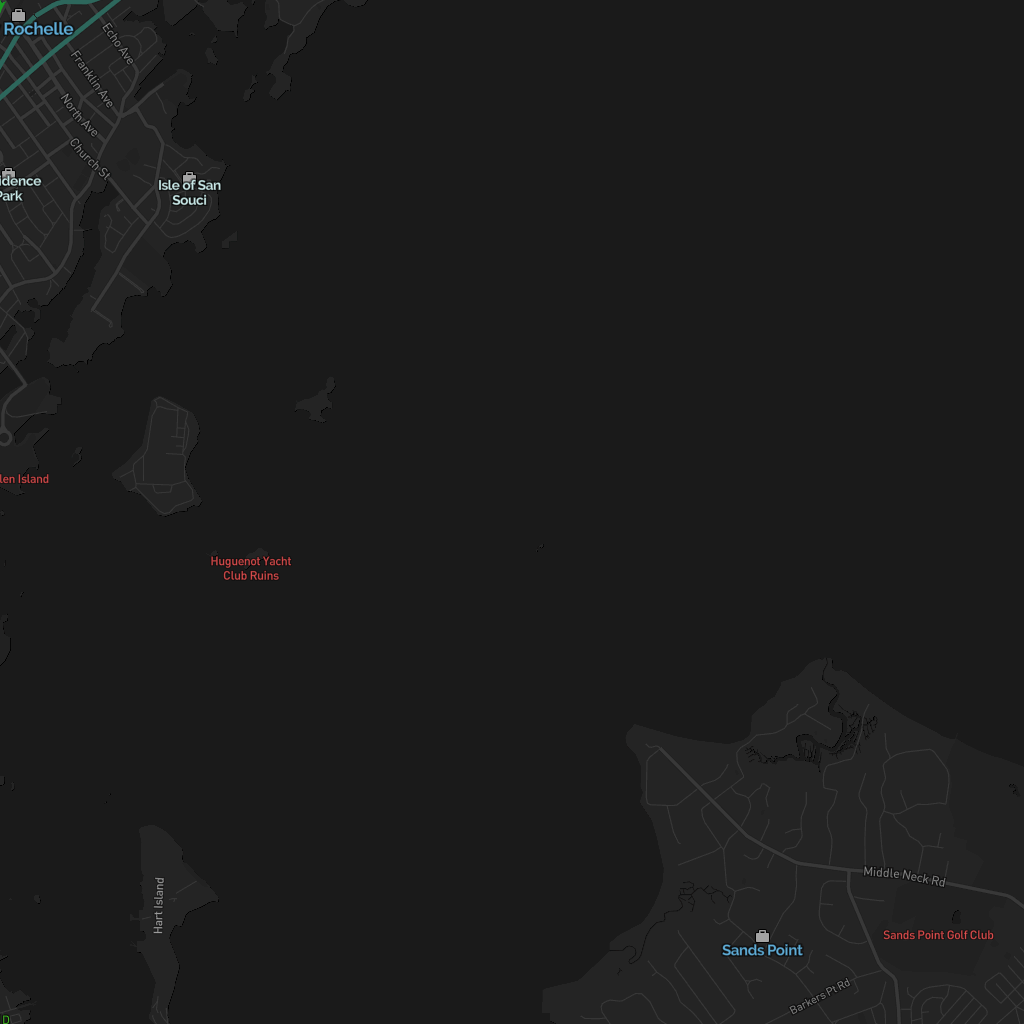 Rochelle
Echo Ave
Franklin Ave
North Ave
Church St
idence
Park
Isle of San
Souci
len Island
Huguenot Yacht
Club Ruins
Hart Island
Middle Neck Rd
Sands Point Golf Club
Sands Point
Barkers Pt Rd
D